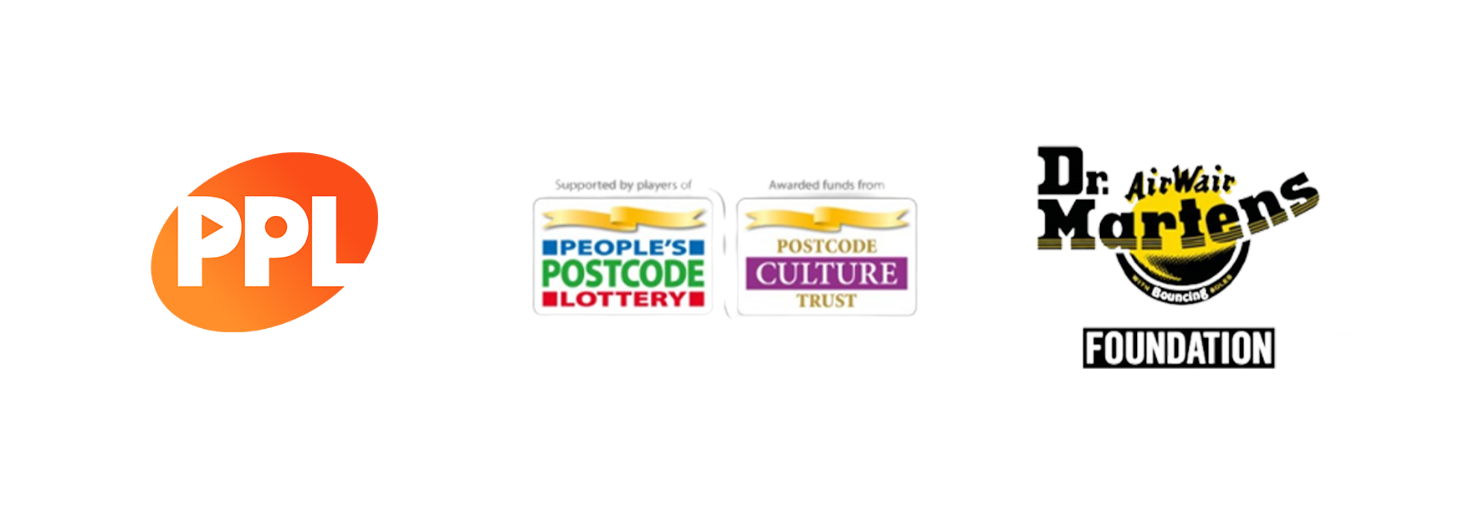 PPL
Supported by players of
PEOPLE'S
POSTCODE
LOTTERY
Awarded funds from
POSTCODE
CULTURE
TRUST
Dr. AirWair
Martens
WITH Bouncing SOLES
FOUNDATION